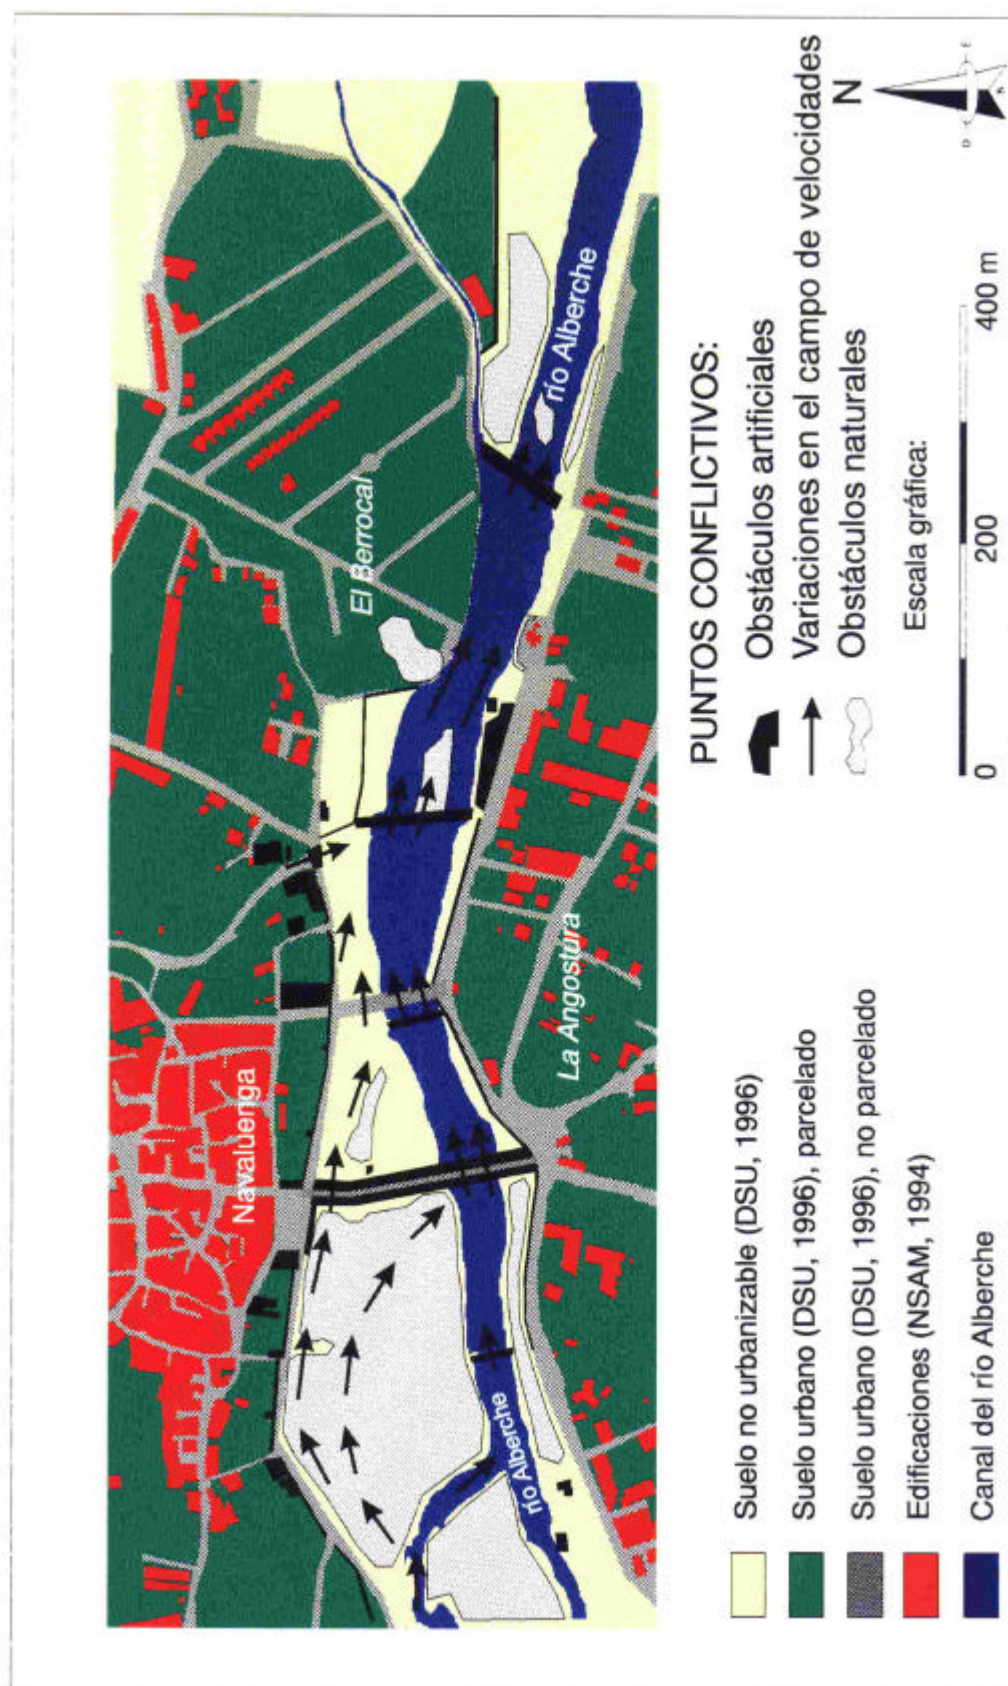 Navaluenga
El Berrocal
La Angostura
río Alberche
río Alberche
Suelo no urbanizable (DSU, 1996)
Suelo urbano (DSU, 1996), parcelado
Suelo urbano (DSU, 1996), no parcelado
Edificaciones (NSAM, 1994)
Canal del río Alberche
PUNTOS CONFLICTIVOS:
Obstáculos artificiales
Variaciones en el campo de velocidades
Obstáculos naturales
Escala gráfica:
0 200 400 m
N
O E